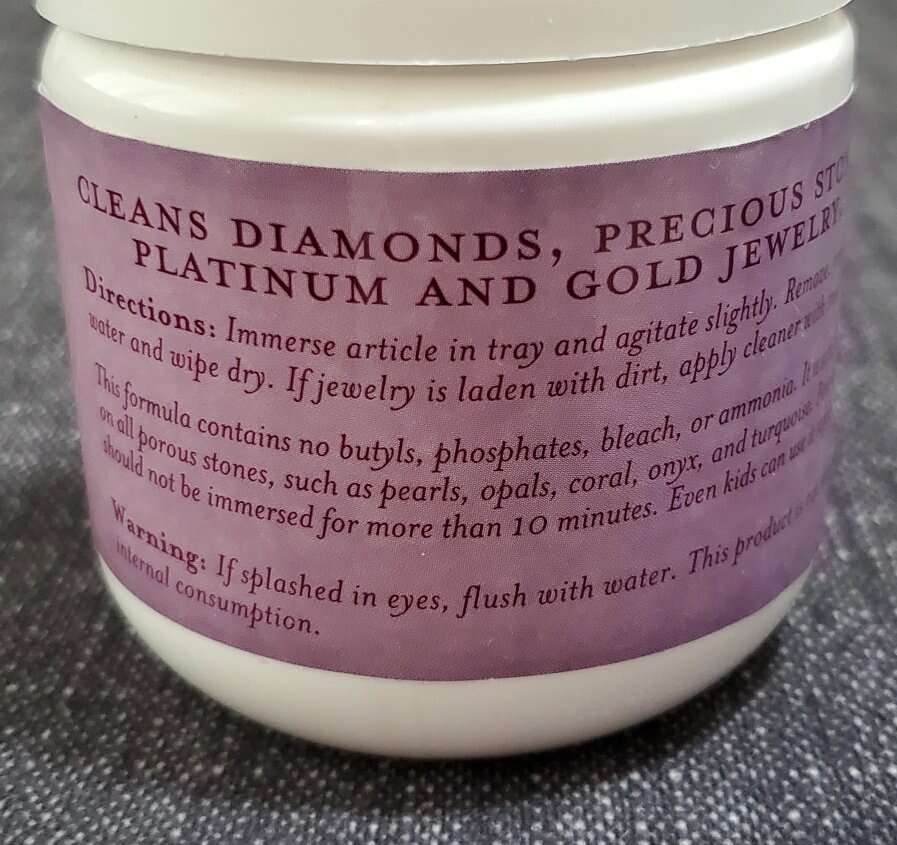 CLEANS DIAMONDS, PRECIOUS
PLATINUM AND GOLD JEWELRY.
Directions: Immerse article in tray and agitate slightly. Remove
water and wipe dry. If jewelry is laden with dirt, apply cleaner with
This formula contains no butyls, phosphates, bleach, or ammonia. It
on all porous stones, such as pearls, opals, coral, onyx, and turquoise.
should not be immersed for more than 10 minutes. Even kids can use
Warning: If splashed in eyes, flush with water. This product is
internal consumption.